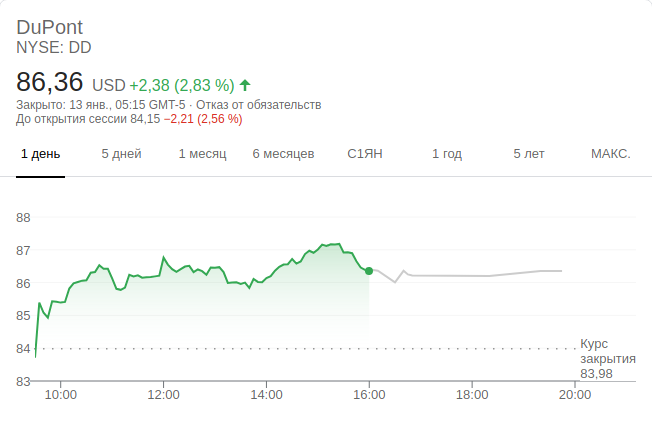 DuPont
NYSE: DD
86,36 USD +2,38 (2,83 %)
Закрыто: 13 янв., 05:15 GMT-5 · Отказ от обязательств
До открытия сессии 84,15 −2,21 (2,56 %)
1 день 5 дней 1 месяц 6 месяцев С1ЯН 1 год 5 лет МАКС.
88
87
86
85
84
Курс
закрытия
83,98
83
10:00 12:00 14:00 16:00 18:00 20:00